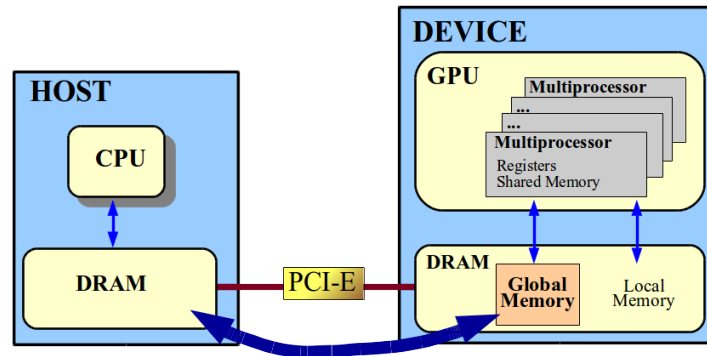 HOST
CPU
DRAM
PCI-E
DEVICE
GPU
Multiprocessor
...
...
Multiprocessor
Registers
Shared Memory
DRAM
Global
Memory
Local
Memory